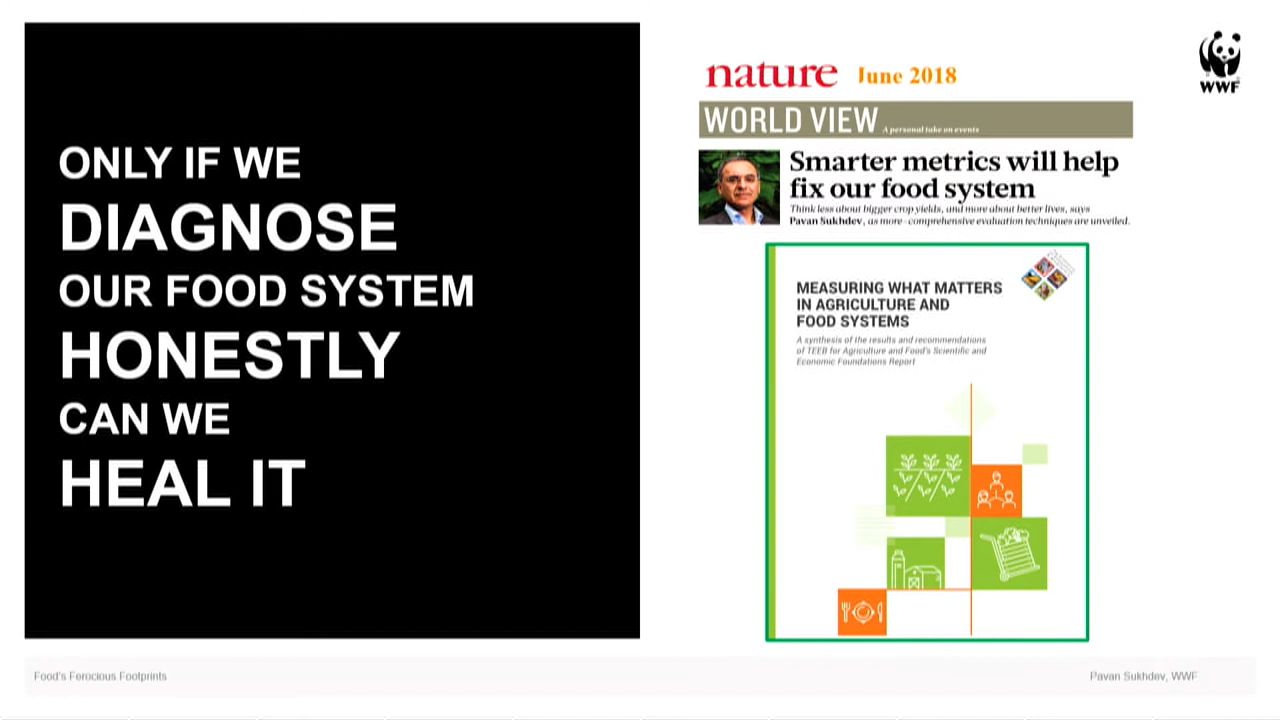 ONLY IF WE
DIAGNOSE
OUR FOOD SYSTEM
HONESTLY
CAN WE
HEAL IT
nature June 2018
WWF
WORLD VIEW A personal take on events
Smarter metrics will help
fix our food system
Think less about bigger crop yields, and more about better lives, says
Pavan Sukhdev, as more-comprehensive evaluation techniques are unveiled.
MEASURING WHAT MATTERS
IN AGRICULTURE AND
FOOD SYSTEMS
A synthesis of the results and recommendations
of TEEB for Agriculture and Food's Scientific and
Economic Foundations Report
Food's Ferocious Footprints
Pavan Sukhdev, WWF